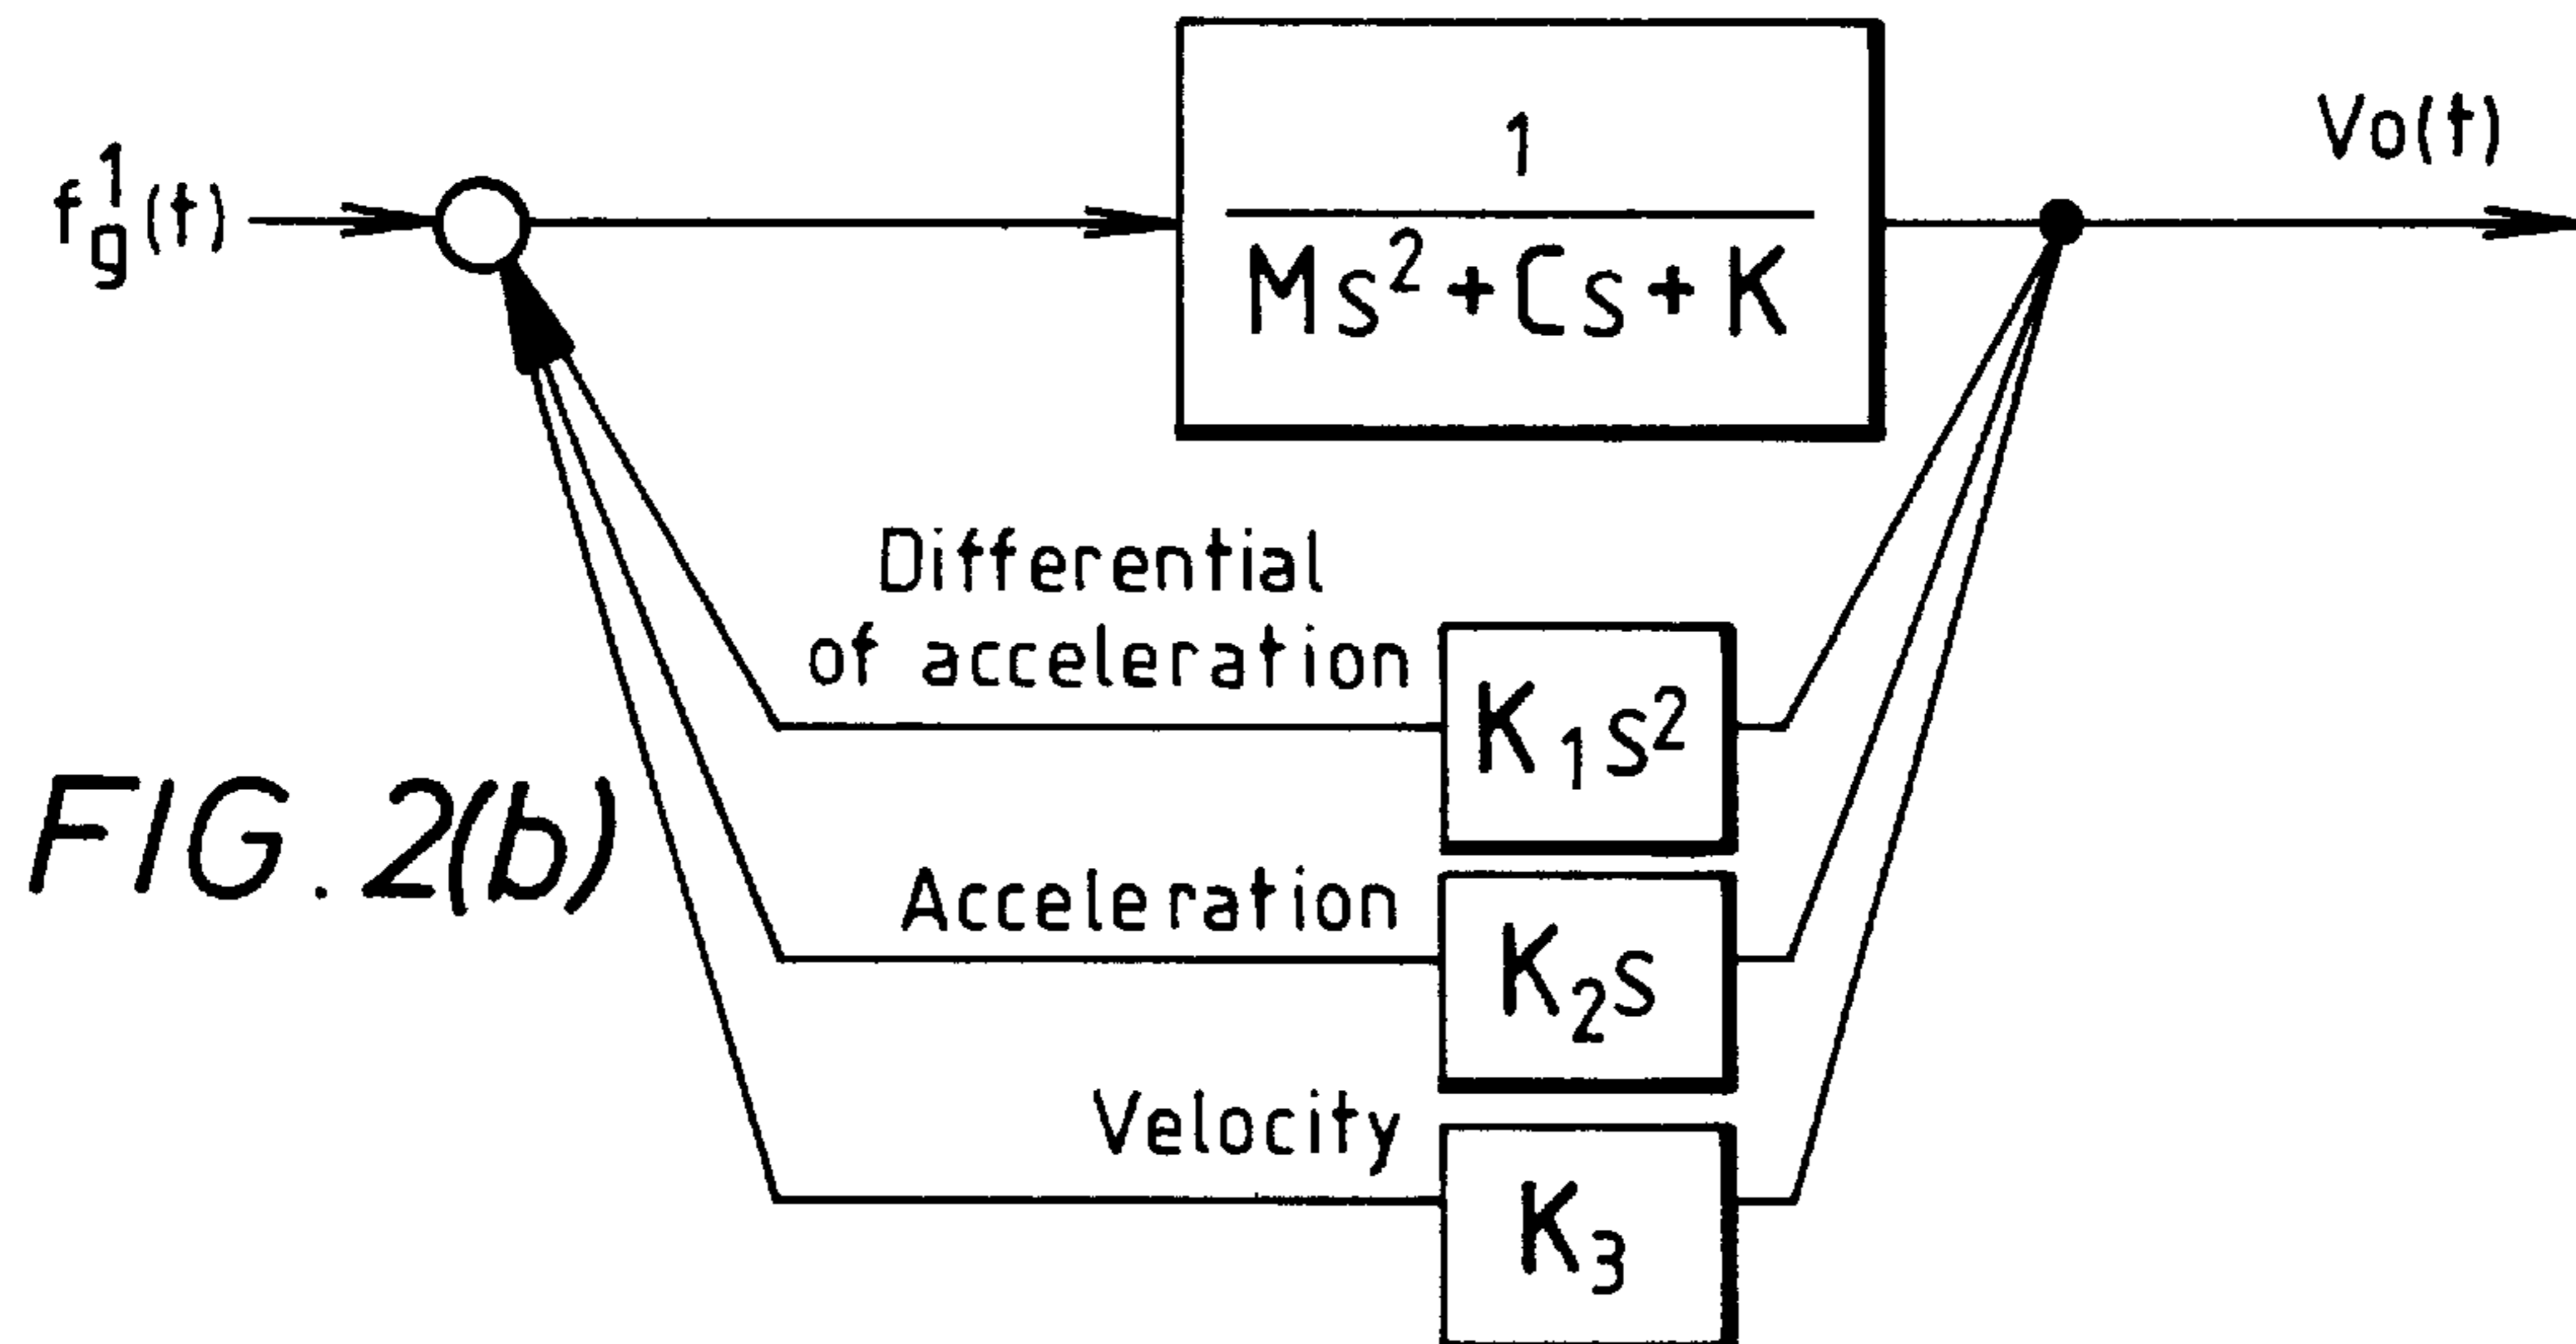 f¹g(t)
Vo(t)
1
Ms²+Cs+K
Differential
of acceleration
K₁s²
FIG. 2(b)
Acceleration
K₂s
Velocity
K₃